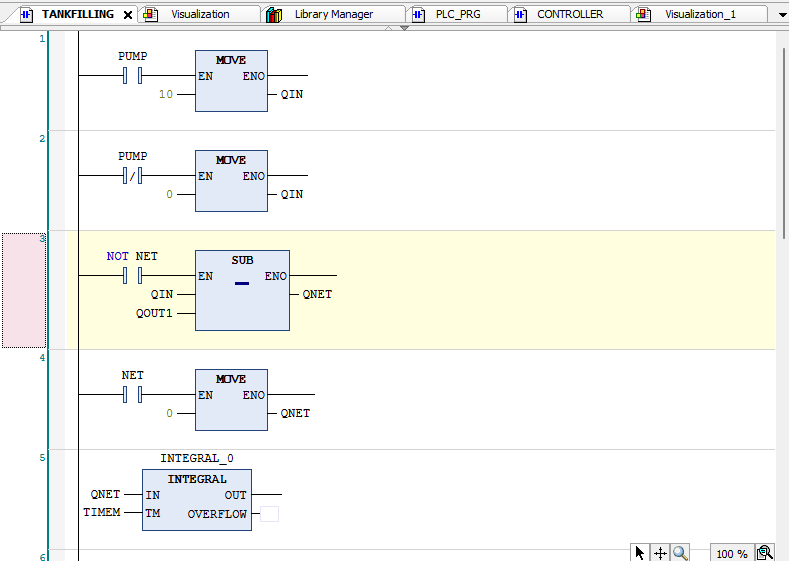 TANKFILLING Visualization Library Manager PLC_PRG CONTROLLER Visualization_1
1
PUMP
MOVE
EN ENO
10 QIN
2
PUMP
/
MOVE
EN ENO
0 QIN
3
NOT NET
SUB
EN ENO
QIN QNET
QOUT1
4
NET
MOVE
EN ENO
0 QNET
5
INTEGRAL_0
INTEGRAL
QNET IN OUT
TIMEM TM OVERFLOW
6
100 %